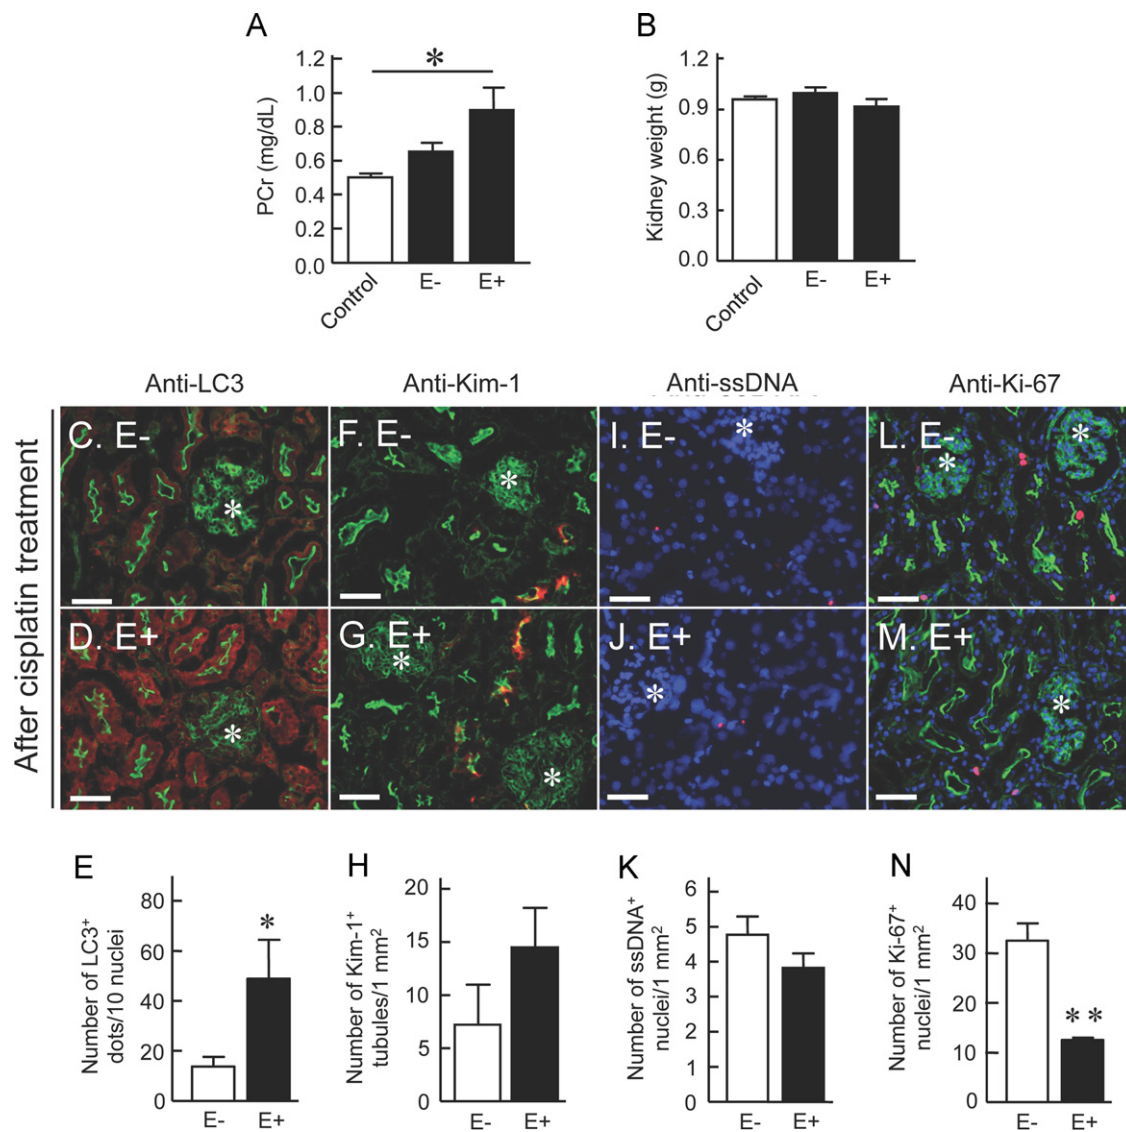 A
B
*
1.2
1.0
0.8
0.6
0.4
0.2
0.0
PCr (mg/dL)
Control
E-
E+
1.2
0.9
0.6
0.3
0.0
Kidney weight (g)
Control
E-
E+
Anti-LC3
Anti-Kim-1
Anti-ssDNA
Anti-Ki-67
After cisplatin treatment
C. E-
*
F. E-
*
I. E-
*
L. E-
*
*
D. E+
*
G. E+
*
*
J. E+
*
M. E+
*
E
H
K
N
Number of LC3+
dots/10 nuclei
80
60
40
20
0
*
E-
E+
Number of Kim-1+
tubules/1 mm2
20
15
10
5
0
E-
E+
Number of ssDNA+
nuclei/1 mm2
6
5
4
3
2
1
0
E-
E+
Number of Ki-67+
nuclei/1 mm2
40
30
20
10
0
**
E-
E+